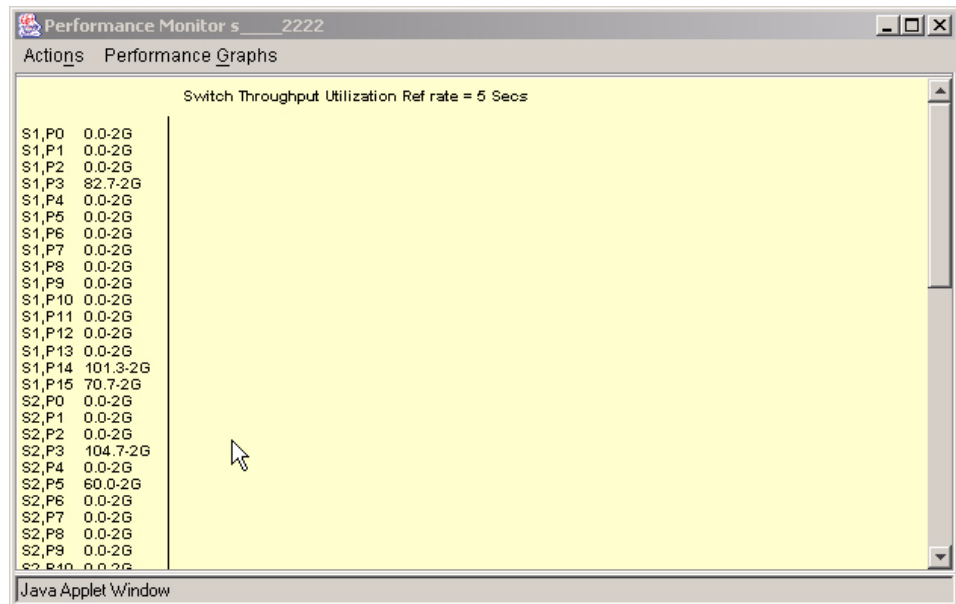 Performance Monitor s____2222
Actions Performance Graphs
Switch Throughput Utilization Ref rate = 5 Secs
S1,P0 0.0-2G
S1,P1 0.0-2G
S1,P2 0.0-2G
S1,P3 82.7-2G
S1,P4 0.0-2G
S1,P5 0.0-2G
S1,P6 0.0-2G
S1,P7 0.0-2G
S1,P8 0.0-2G
S1,P9 0.0-2G
S1,P10 0.0-2G
S1,P11 0.0-2G
S1,P12 0.0-2G
S1,P13 0.0-2G
S1,P14 101.3-2G
S1,P15 70.7-2G
S2,P0 0.0-2G
S2,P1 0.0-2G
S2,P2 0.0-2G
S2,P3 104.7-2G
S2,P4 0.0-2G
S2,P5 60.0-2G
S2,P6 0.0-2G
S2,P7 0.0-2G
S2,P8 0.0-2G
S2,P9 0.0-2G
S2,P10 0.0-2G
Java Applet Window